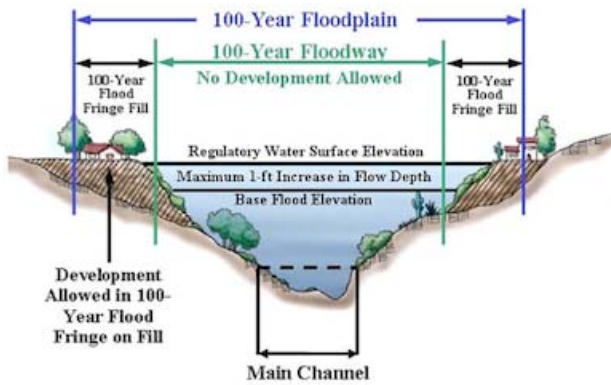 100-Year Floodplain
100-Year Floodway
No Development Allowed
100-Year
Flood
Fringe Fill
100-Year
Flood
Fringe Fill
Regulatory Water Surface Elevation
Maximum 1-ft Increase in Flow Depth
Base Flood Elevation
Development
Allowed in 100-
Year Flood
Fringe on Fill
Main Channel